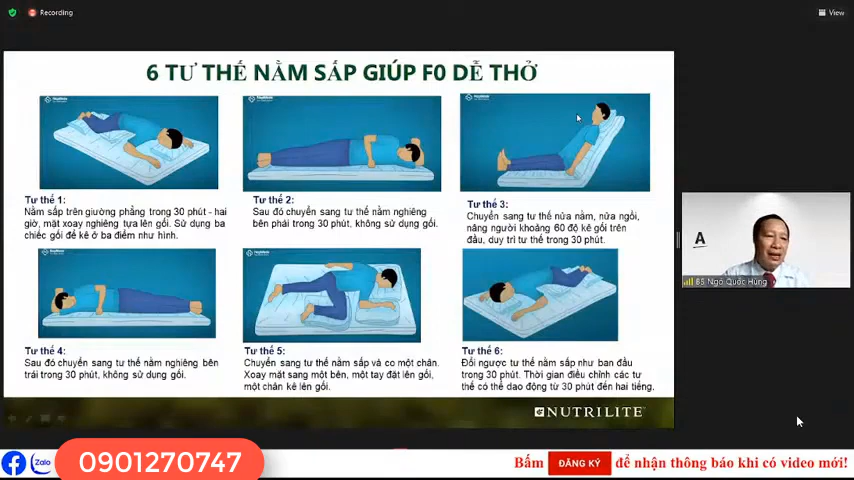 Recording
View
6 TƯ THẾ NẰM SẤP GIÚP F0 DỄ THỞ
Tư thế 1:
Nằm sấp trên giường phẳng trong 30 phút - hai
giờ, mặt xoay nghiêng tựa lên gối. Sử dụng ba
chiếc gối để kê ở ba điểm như hình.
Tư thế 2:
Sau đó chuyển sang tư thế nằm nghiêng
bên phải trong 30 phút, không sử dụng gối.
Tư thế 3:
Chuyển sang tư thế nửa nằm, nửa ngồi,
nâng người khoảng 60 độ kê gối trên
đầu, duy trì tư thế trong 30 phút.
Tư thế 4:
Sau đó chuyển sang tư thế nằm nghiêng bên
trái trong 30 phút, không sử dụng gối.
Tư thế 5:
Chuyển sang tư thế nằm sấp và co một chân.
Xoay mặt sang một bên, một tay đặt lên gối,
một chân kê lên gối.
Tư thế 6:
Đổi ngược tư thế nằm sấp như ban đầu
trong 30 phút. Thời gian điều chỉnh các tư
thế có thể dao động từ 30 phút đến hai tiếng,
NUTRILITE
A
BS Ngô Quốc Hùng
Zalo
0901270747
Bấm ĐĂNG KÝ để nhận thông báo khi có video mới!